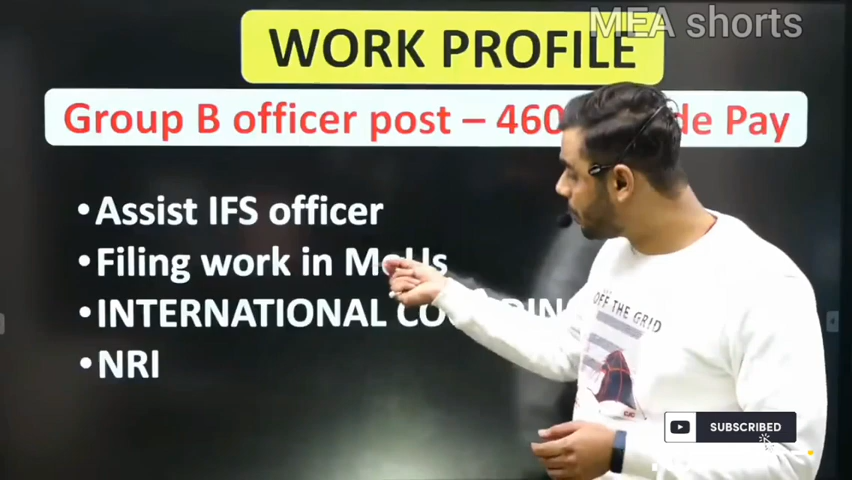 MEA shorts
WORK PROFILE
Group B officer post – 460 de Pay
•Assist IFS officer
•Filing work in MoUs
•INTERNATIONAL
•NRI
OFF THE GRID
SUBSCRIBED